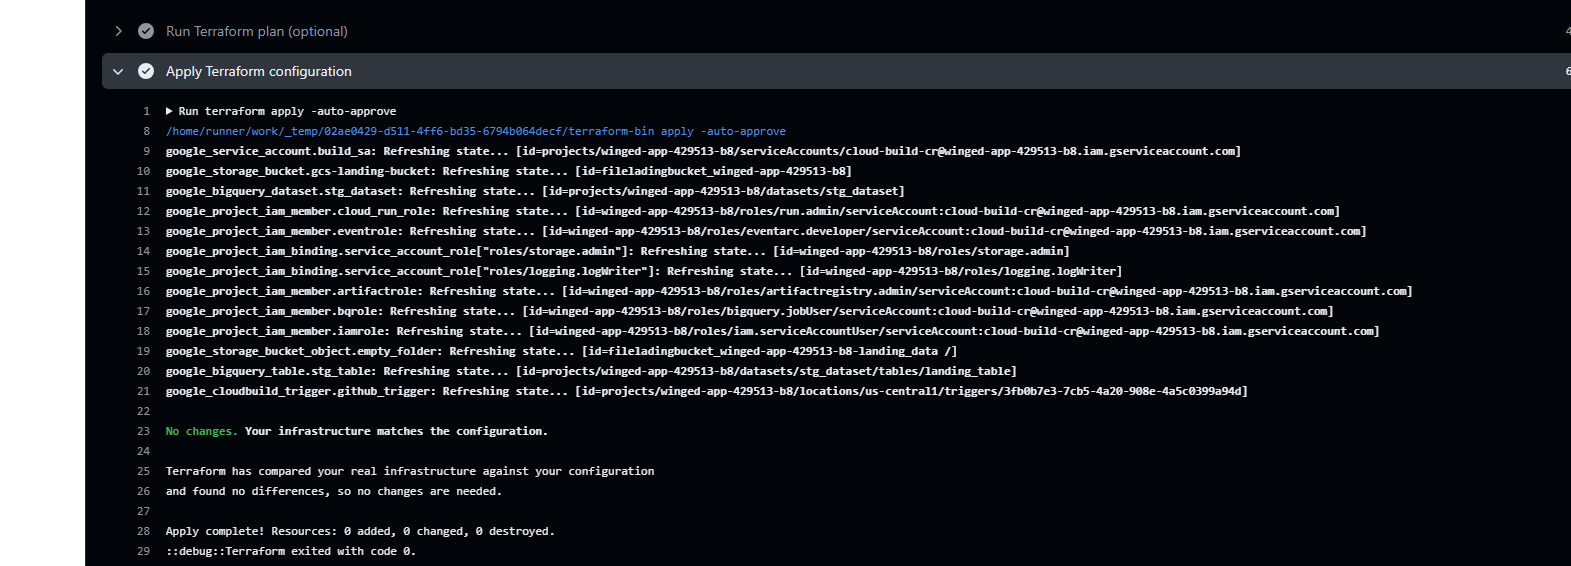 Run Terraform plan (optional)
4
Apply Terraform configuration
6
1 Run terraform apply -auto-approve
8 /home/runner/work/_temp/02ae0429-d511-4ff6-bd35-6794b064decf/terraform-bin apply -auto-approve
9 google_service_account.build_sa: Refreshing state... [id=projects/winged-app-429513-b8/serviceAccounts/cloud-build-cr@winged-app-429513-b8.iam.gserviceaccount.com]
10 google_storage_bucket.gcs-landing-bucket: Refreshing state... [id=fileladingbucket_winged-app-429513-b8]
11 google_bigquery_dataset.stg_dataset: Refreshing state... [id=projects/winged-app-429513-b8/datasets/stg_dataset]
12 google_project_iam_member.cloud_run_role: Refreshing state... [id=winged-app-429513-b8/roles/run.admin/serviceAccount:cloud-build-cr@winged-app-429513-b8.iam.gserviceaccount.com]
13 google_project_iam_member.eventrole: Refreshing state... [id=winged-app-429513-b8/roles/eventarc.developer/serviceAccount:cloud-build-cr@winged-app-429513-b8.iam.gserviceaccount.com]
14 google_project_iam_binding.service_account_role["roles/storage.admin"]: Refreshing state... [id=winged-app-429513-b8/roles/storage.admin]
15 google_project_iam_binding.service_account_role["roles/logging.logWriter"]: Refreshing state... [id=winged-app-429513-b8/roles/logging.logWriter]
16 google_project_iam_member.artifactrole: Refreshing state... [id=winged-app-429513-b8/roles/artifactregistry.admin/serviceAccount:cloud-build-cr@winged-app-429513-b8.iam.gserviceaccount.com]
17 google_project_iam_member.bqrole: Refreshing state... [id=winged-app-429513-b8/roles/bigquery.jobUser/serviceAccount:cloud-build-cr@winged-app-429513-b8.iam.gserviceaccount.com]
18 google_project_iam_member.iamrole: Refreshing state... [id=winged-app-429513-b8/roles/iam.serviceAccountUser/serviceAccount:cloud-build-cr@winged-app-429513-b8.iam.gserviceaccount.com]
19 google_storage_bucket_object.empty_folder: Refreshing state... [id=fileladingbucket_winged-app-429513-b8-landing_data /]
20 google_bigquery_table.stg_table: Refreshing state... [id=projects/winged-app-429513-b8/datasets/stg_dataset/tables/landing_table]
21 google_cloudbuild_trigger.github_trigger: Refreshing state... [id=projects/winged-app-429513-b8/locations/us-central1/triggers/3fb0b7e3-7cb5-4a20-908e-4a5c0399a94d]
22
23 No changes. Your infrastructure matches the configuration.
24
25 Terraform has compared your real infrastructure against your configuration
26 and found no differences, so no changes are needed.
27
28 Apply complete! Resources: 0 added, 0 changed, 0 destroyed.
29 ::debug::Terraform exited with code 0.